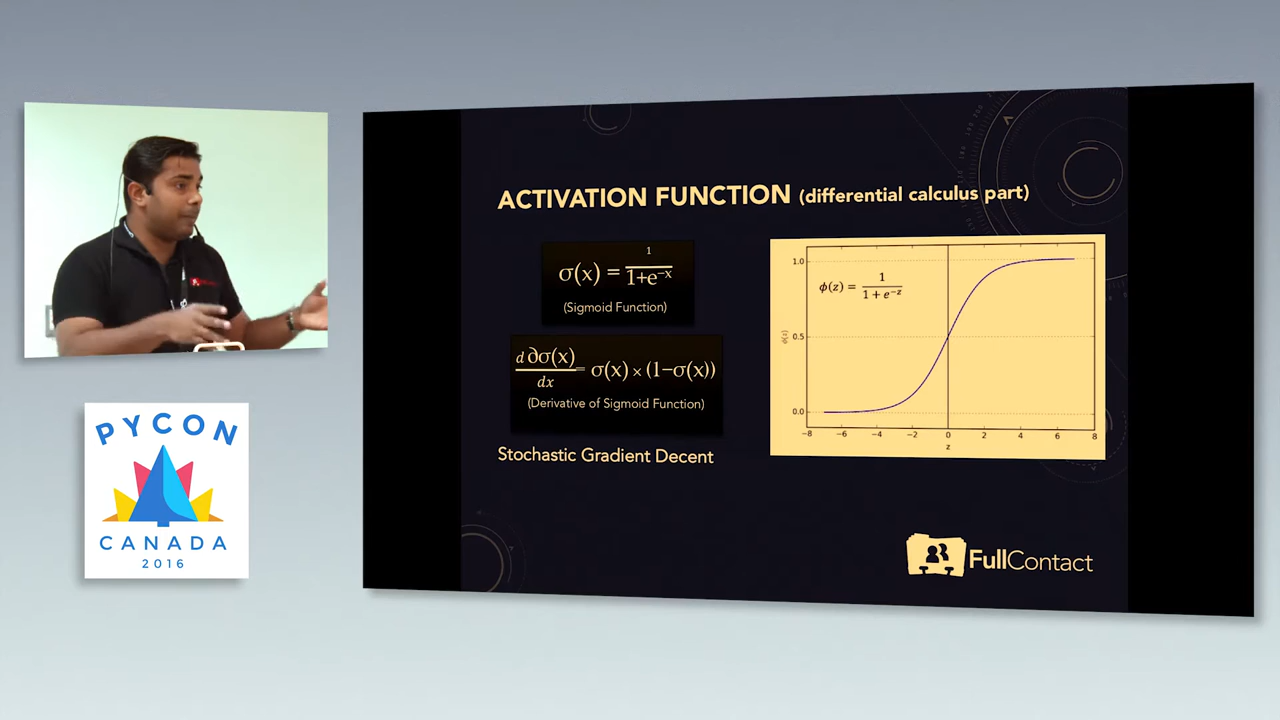 ACTIVATION FUNCTION (differential calculus part)
σ(x) = 1/1+e^-x
(Sigmoid Function)
d ∂σ(x)/dx = σ(x) × (1−σ(x))
(Derivative of Sigmoid Function)
Stochastic Gradient Decent
ϕ(z) = 1/1 + e^-z
1.0
0.5
0.0
ϕ(z)
−8 −6 −4 −2 0 2 4 6 8
z
FullContact
PYCON
CANADA
2016